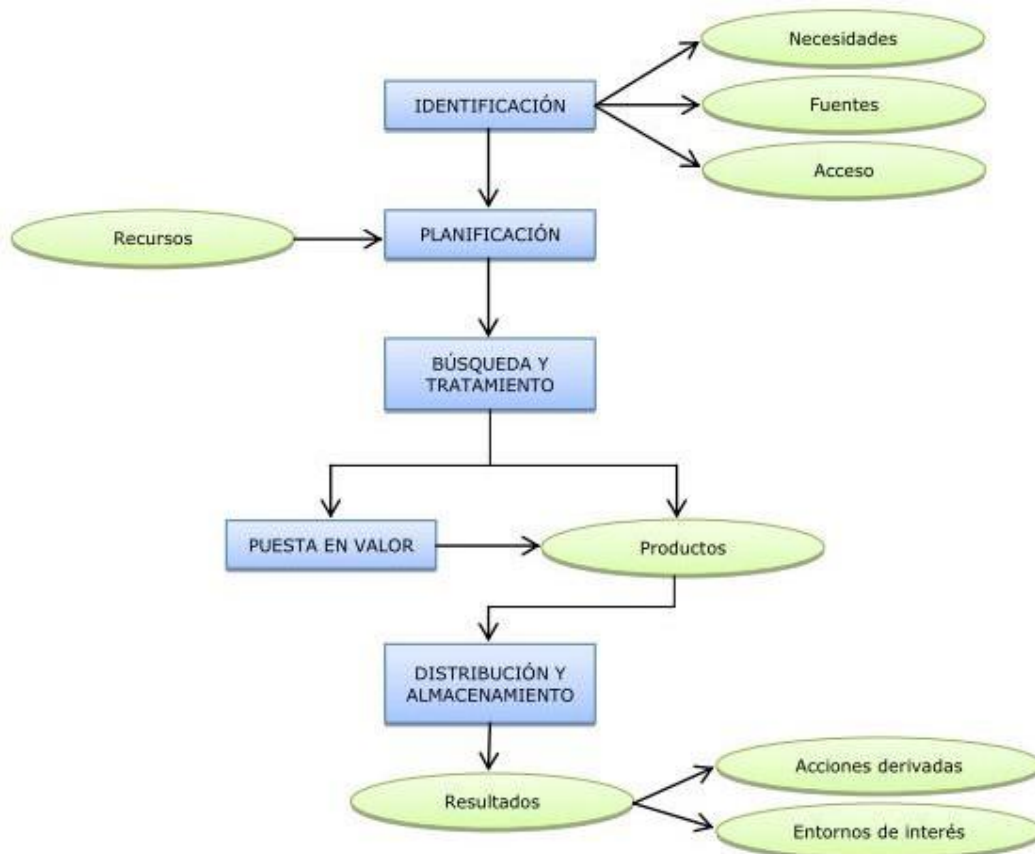 Necesidades
IDENTIFICACIÓN
Fuentes
Acceso
Recursos
PLANIFICACIÓN
BÚSQUEDA Y
TRATAMIENTO
PUESTA EN VALOR
Productos
DISTRIBUCIÓN Y
ALMACENAMIENTO
Resultados
Acciones derivadas
Entornos de interés